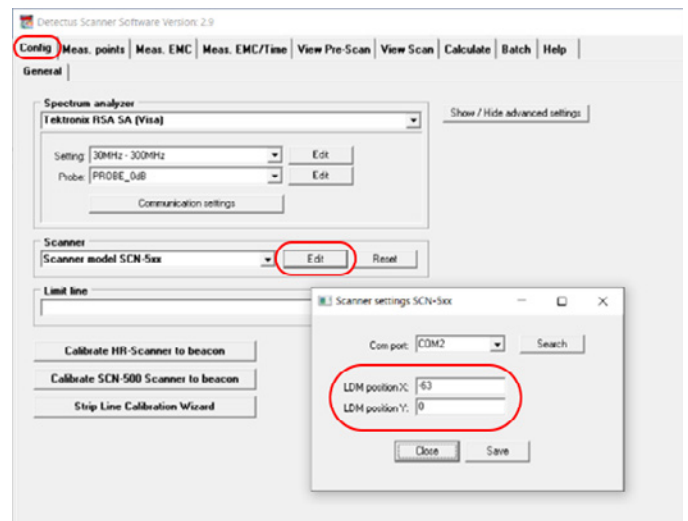 Detectus Scanner Software Version: 2.9
Config Meas. points Meas. EMC Meas. EMC/Time View Pre-Scan View Scan Calculate Batch Help
General
Spectrum analyzer
Tektronix RSA SA (Visa)
Show / Hide advanced settings
Setting: 30MHz - 300MHz Edit
Probe: PROBE_0dB Edit
Communication settings
Scanner
Scanner model SCN-5xx Edit Reset
Limit line
Scanner settings SCN-5xx
Com port: COM2 Search
Calibrate HR-Scanner to beacon
Calibrate SCN-500 Scanner to beacon
LDM position X: -63
Strip Line Calibration Wizard
LDM position Y: 0
Close Save